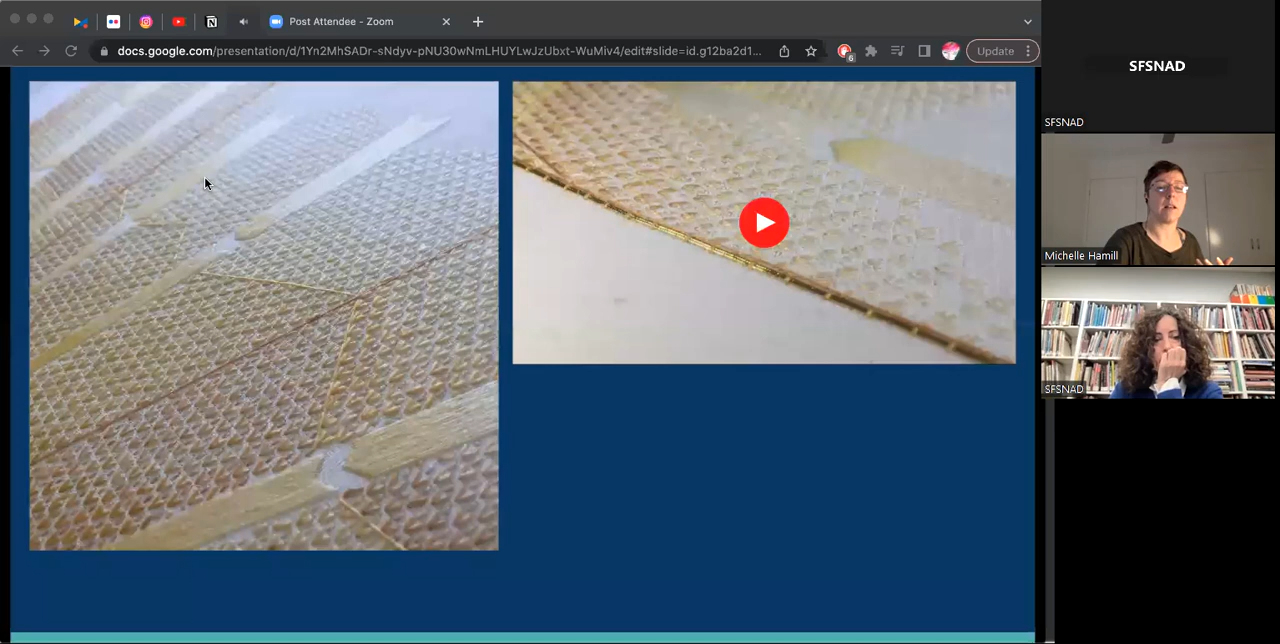 Post Attendee - Zoom
docs.google.com/presentation/d/1Yn2MhSADr-sNdyv-pNU30wNmLHUYLwJzUbxt-WuMiv4/edit#slide=id.g12ba2d1...
6
Update
SFSNAD
SFSNAD
Michelle Hamill
SFSNAD